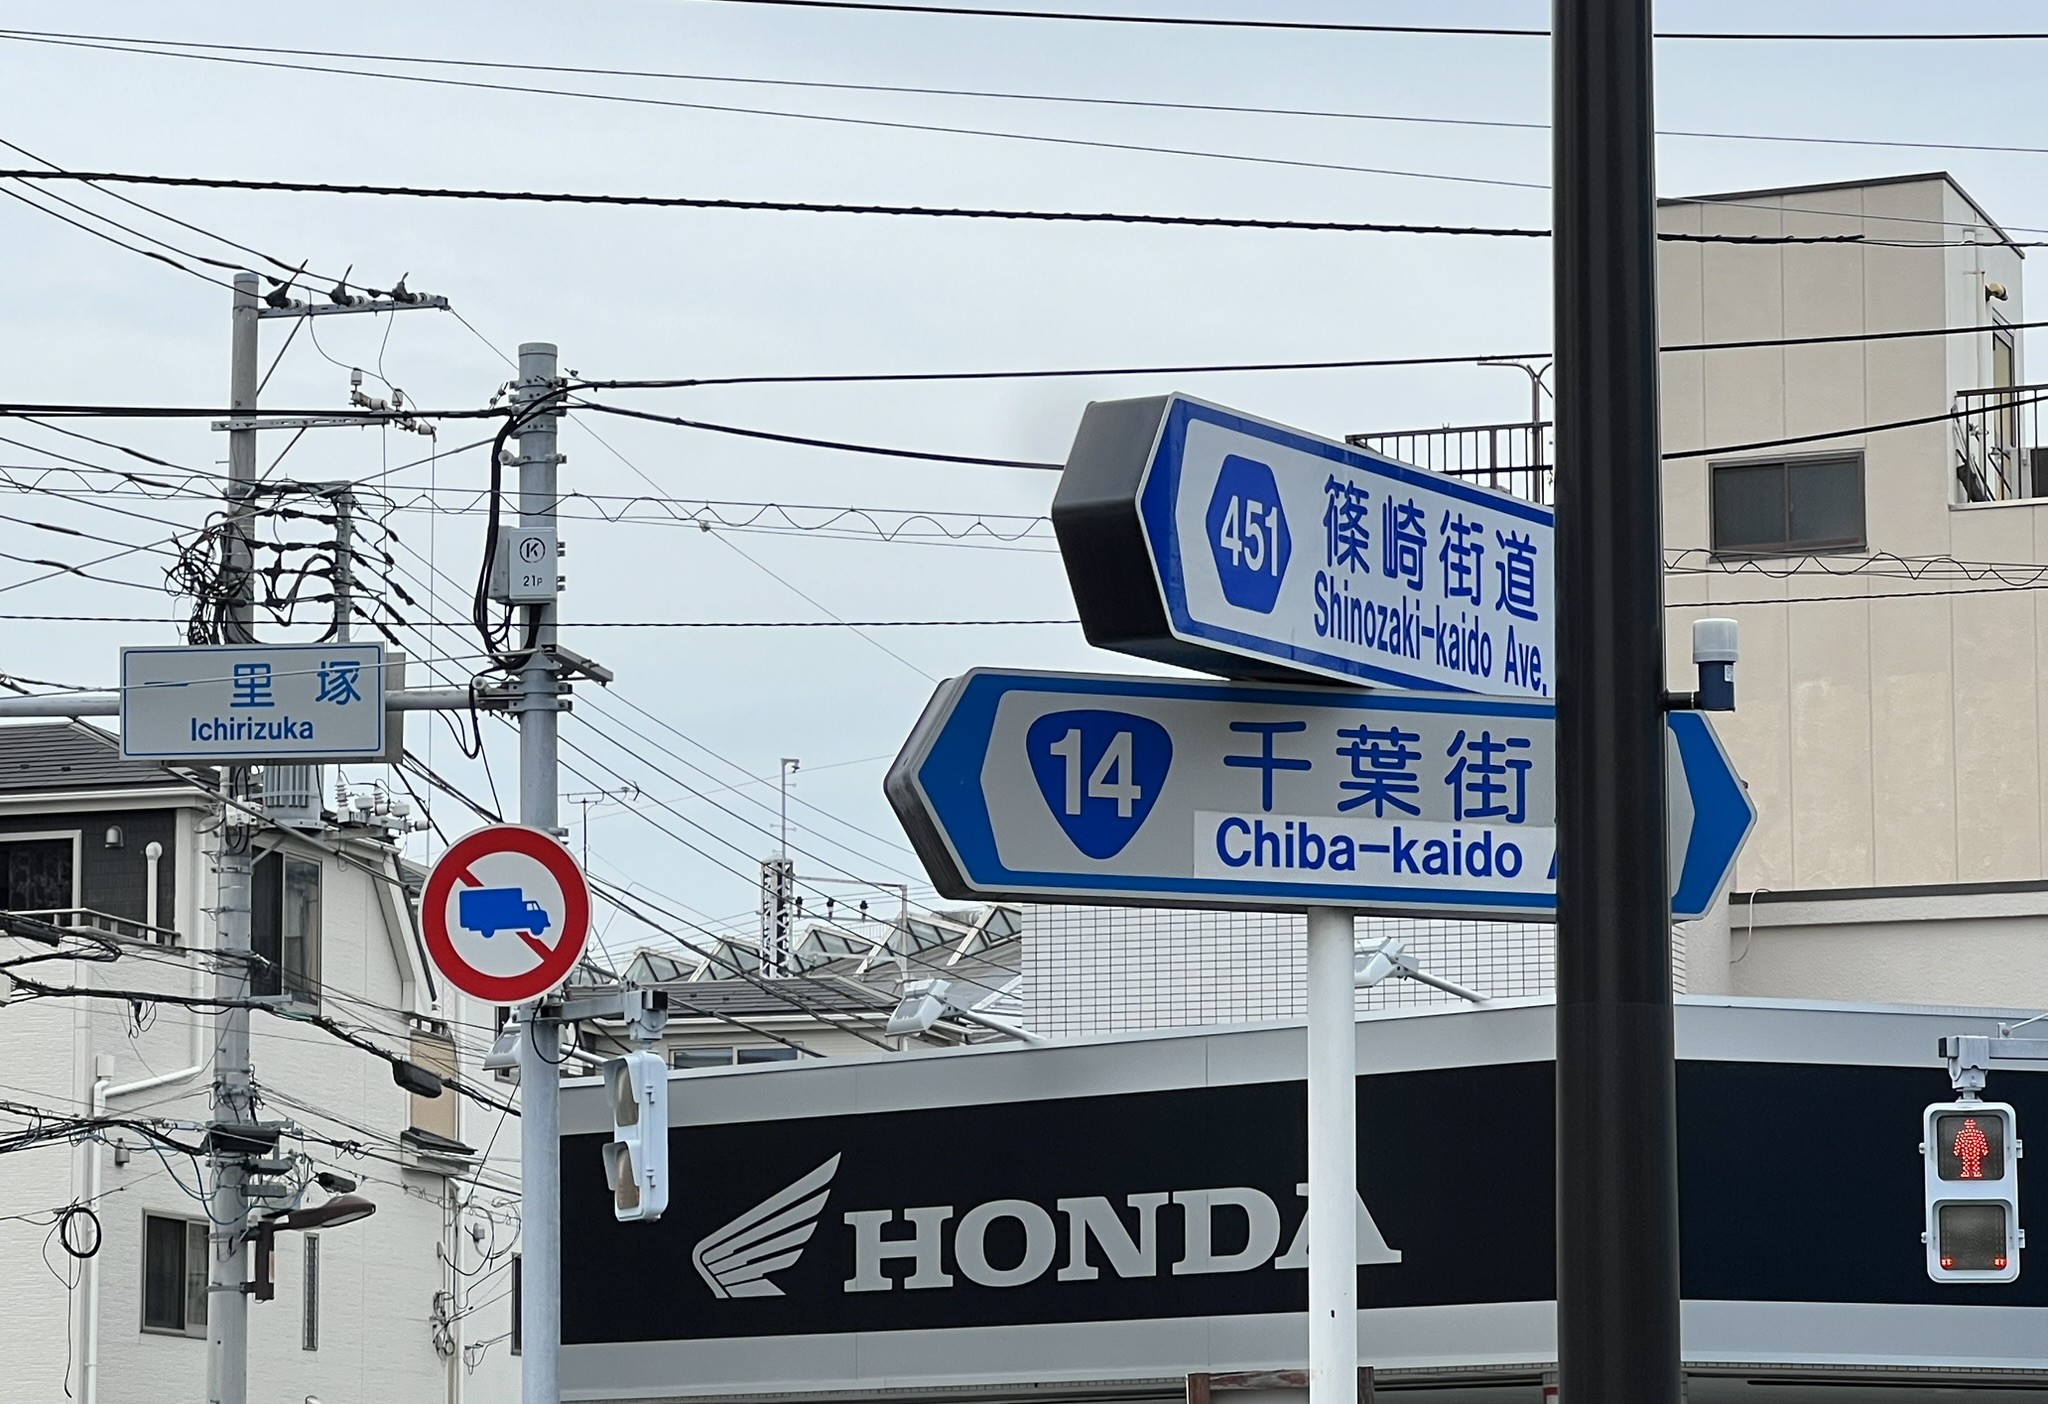 451
篠崎街道
Shinozaki-kaido Ave.
14
千葉街
Chiba-kaido
一里塚
Ichirizuka
K
21P
HONDA